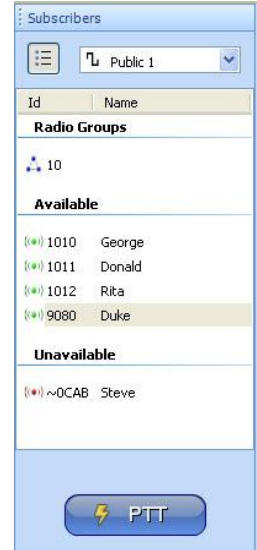 Subscribers
Public 1
Id Name
Radio Groups
10
Available
1010 George
1011 Donald
1012 Rita
9080 Duke
Unavailable
~0CAB Steve
PTT